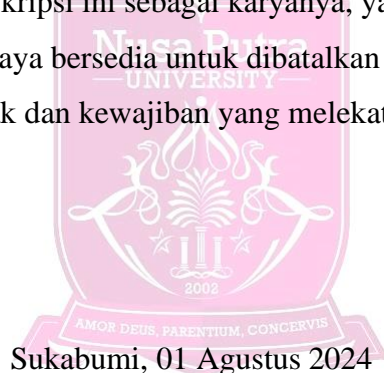 kripsi ini sebagai karyanya, ya
Nusa Putra
aya bersedia untuk dibatalkan
UNIVERSITY
k dan kewajiban yang melekat
2002
AMOR DEUS, PARENTIUM, CONCERVIS
Sukabumi, 01 Agustus 2024